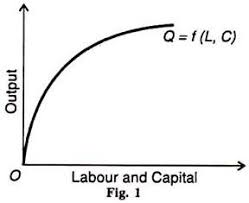 Q = f (L, C)
Output
O
Labour and Capital
Fig. 1